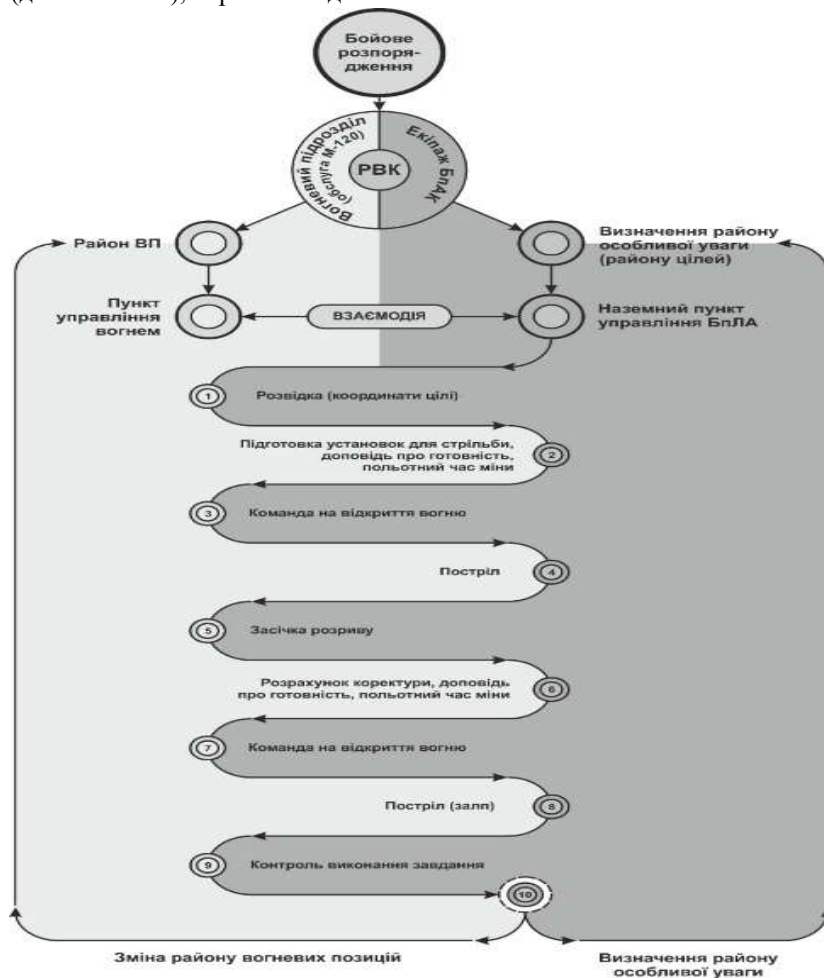 Бойове
розпоря-
дження
Вогневий підрозділ
(обслуга М-120)
Екіпаж БпАК
РВК
Район ВП
Визначення району
особливої уваги
(району цілей)
Пункт
управління
вогнем
ВЗАЄМОДІЯ
Наземний пункт
управління БпЛА
1
Розвідка (координати цілі)
Підготовка установок для стрільби,
доповідь про готовність,
польотний час міни
2
3
Команда на відкриття вогню
Постріл
4
5
Засічка розриву
Розрахунок коректури, доповідь
про готовність, польотний час міни
6
7
Команда на відкриття вогню
Постріл (залп)
8
9
Контроль виконання завдання
10
Зміна району вогневих позицій
Визначення району
особливої уваги